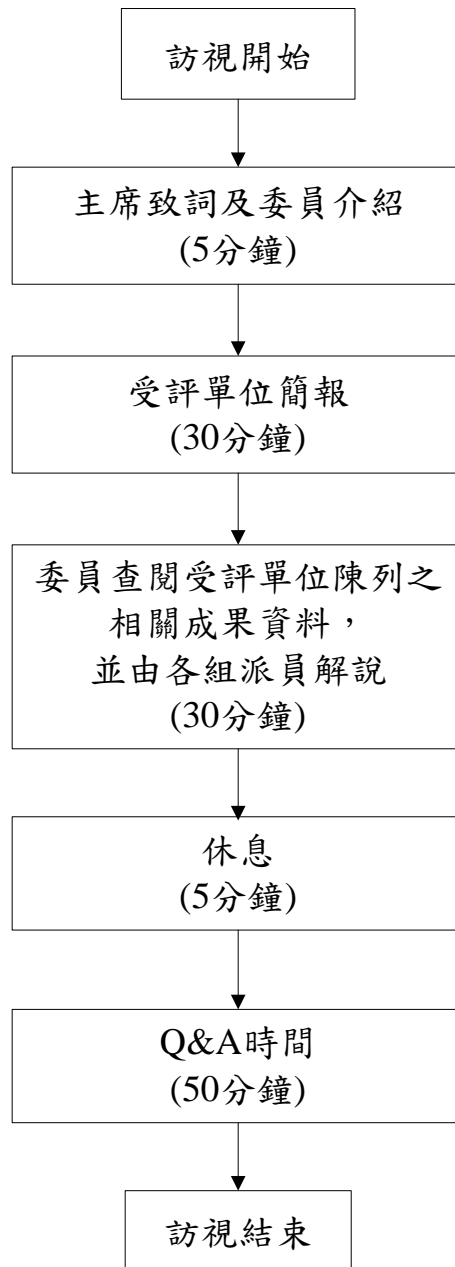 訪視開始
主席致詞及委員介紹
(5分鐘)
受評單位簡報
(30分鐘)
委員查閱受評單位陳列之
相關成果資料，
並由各組派員解說
(30分鐘)
休息
(5分鐘)
Q&A時間
(50分鐘)
訪視結束